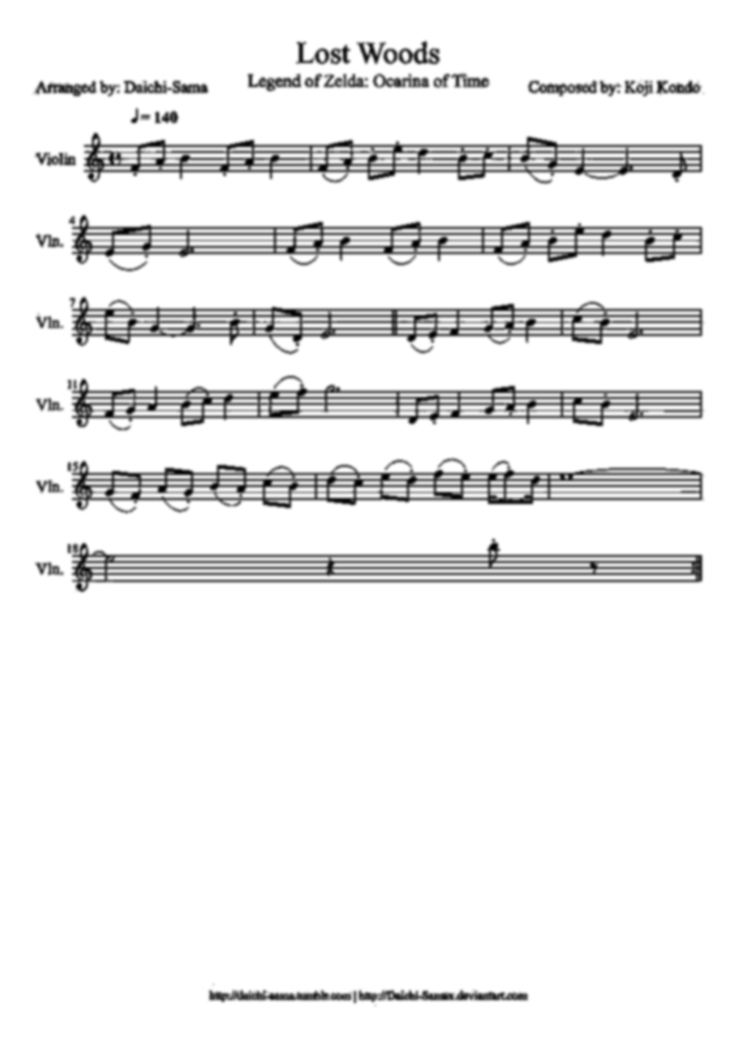 Lost Woods
Legend of Zelda: Ocarina of Time
Arranged by: Daichi-Sama
Composed by: Koji Kondo
♩= 140
Violin
4
Vln.
7
Vln.
11
Vln.
15
Vln.
Vln.
http://daichi-sama.tumblr.com | http://Daichi-Sama.deviantart.com